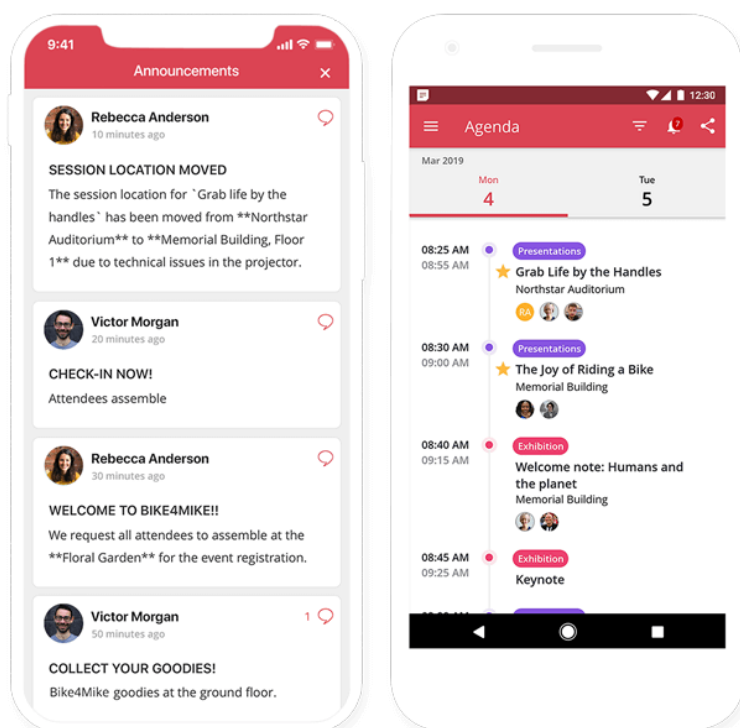 9:41
Announcements
Rebecca Anderson
10 minutes ago
SESSION LOCATION MOVED
The session location for `Grab life by the
handles` has been moved from **Northstar
Auditorium** to **Memorial Building, Floor
1** due to technical issues in the projector.
Victor Morgan
20 minutes ago
CHECK-IN NOW!
Attendees assemble
Rebecca Anderson
30 minutes ago
WELCOME TO BIKE4MIKE!!
We request all attendees to assemble at the
**Floral Garden** for the event registration.
Victor Morgan
1
50 minutes ago
COLLECT YOUR GOODIES!
Bike4Mike goodies at the ground floor.
12:30
Agenda
7
Mar 2019
Mon
4
Tue
5
08:25 AM
08:55 AM
Presentations
Grab Life by the Handles
Northstar Auditorium
RA
08:30 AM
09:00 AM
Presentations
The Joy of Riding a Bike
Memorial Building
08:40 AM
09:15 AM
Exhibition
Welcome note: Humans and
the planet
Memorial Building
08:45 AM
09:25 AM
Exhibition
Keynote